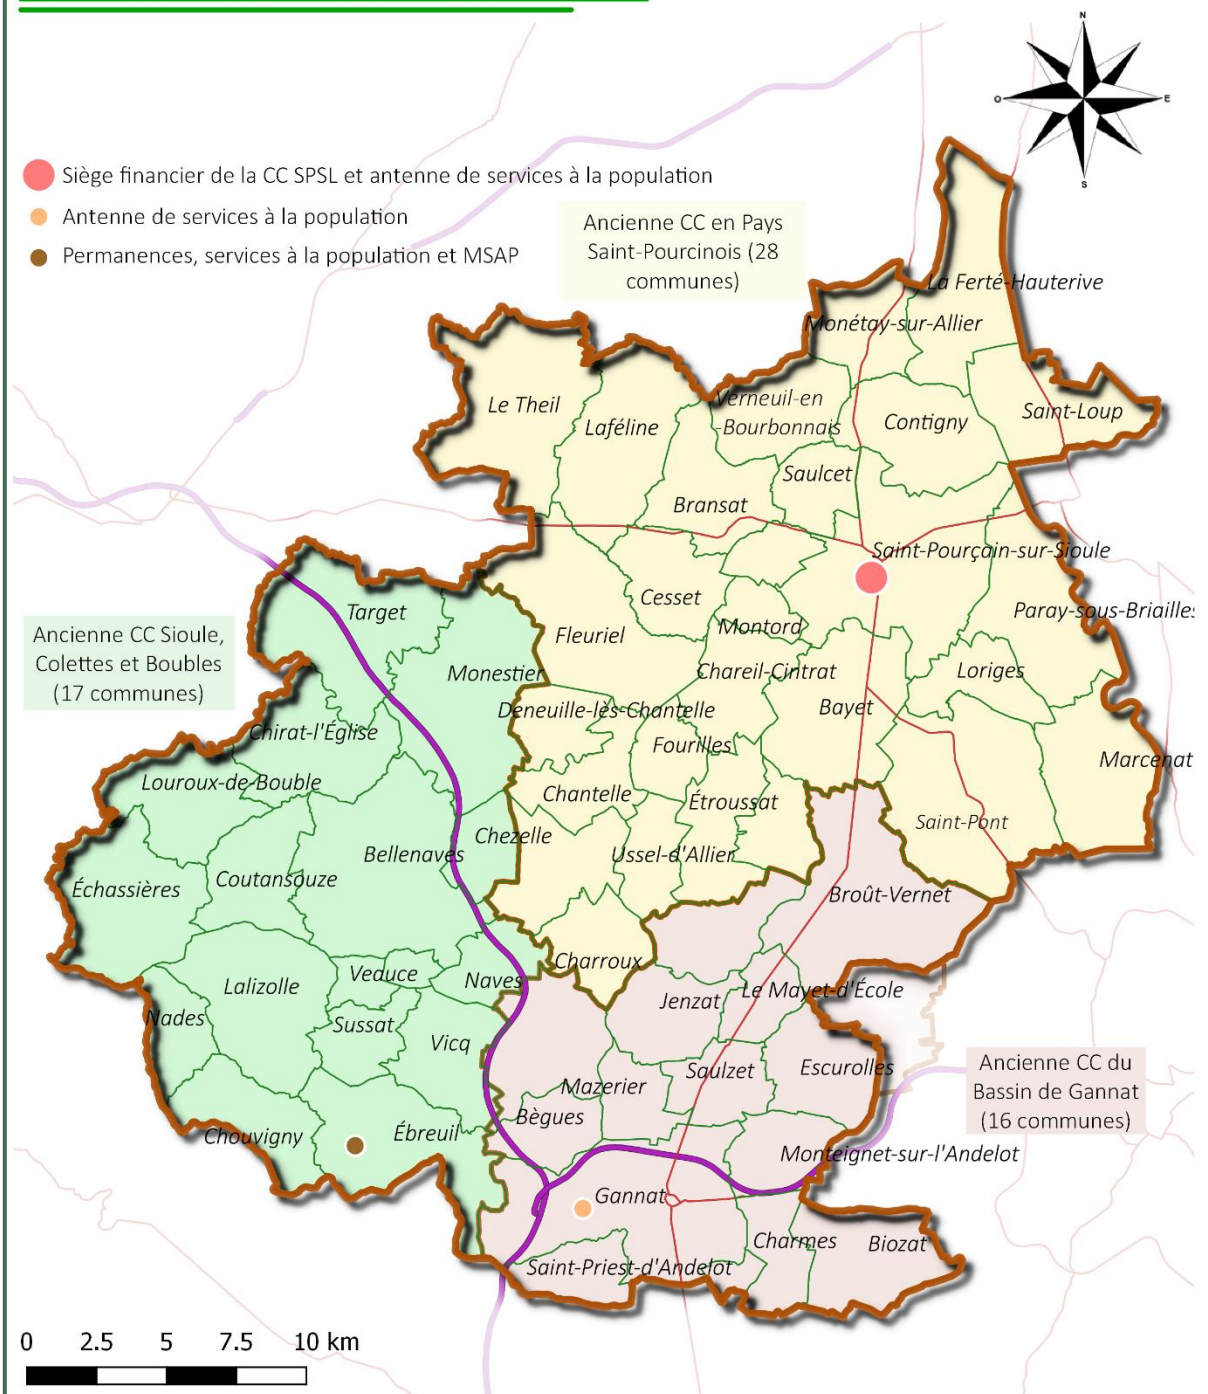 N
O
E
S
Siège financier de la CC SPSL et antenne de services à la population
Antenne de services à la population
Permanences, services à la population et MSAP
Ancienne CC en Pays
Saint-Pourcinois (28
communes)
La Ferté-Hauterive
Monétay-sur-Allier
Le Theil
Laféline
Verneuil-en
-Bourbonnais
Contigny
Saint-Loup
Saulcet
Bransat
Saint-Pourçain-sur-Sioule
Cesset
Paray-sous-Briailles
Target
Ancienne CC Sioule,
Colettes et Boubles
(17 communes)
Fleuriel
Montord
Monestier
Chareil-Cintrat
Loriges
Deneuille-lès-Chantelle
Bayet
Chirat-l'Église
Fourilles
Marcenat
Louroux-de-Bouble
Chantelle
Étroussat
Saint-Pont
Chezelle
Bellenaves
Ussel-d'Allier
Échassières
Coutansouze
Broût-Vernet
Charroux
Veduce
Naves
Lalizolle
Le Mayet-d'École
Jenzat
Nades
Sussat
Vicq
Escurolles
Saulzet
Ancienne CC du
Bassin de Gannat
(16 communes)
Mazerier
Bègues
Chouvigny
Ébreuil
Monteignet-sur-l'Andelot
Gannat
Charmes
Biozat
Saint-Priest-d'Andelot
0 2.5 5 7.5 10 km